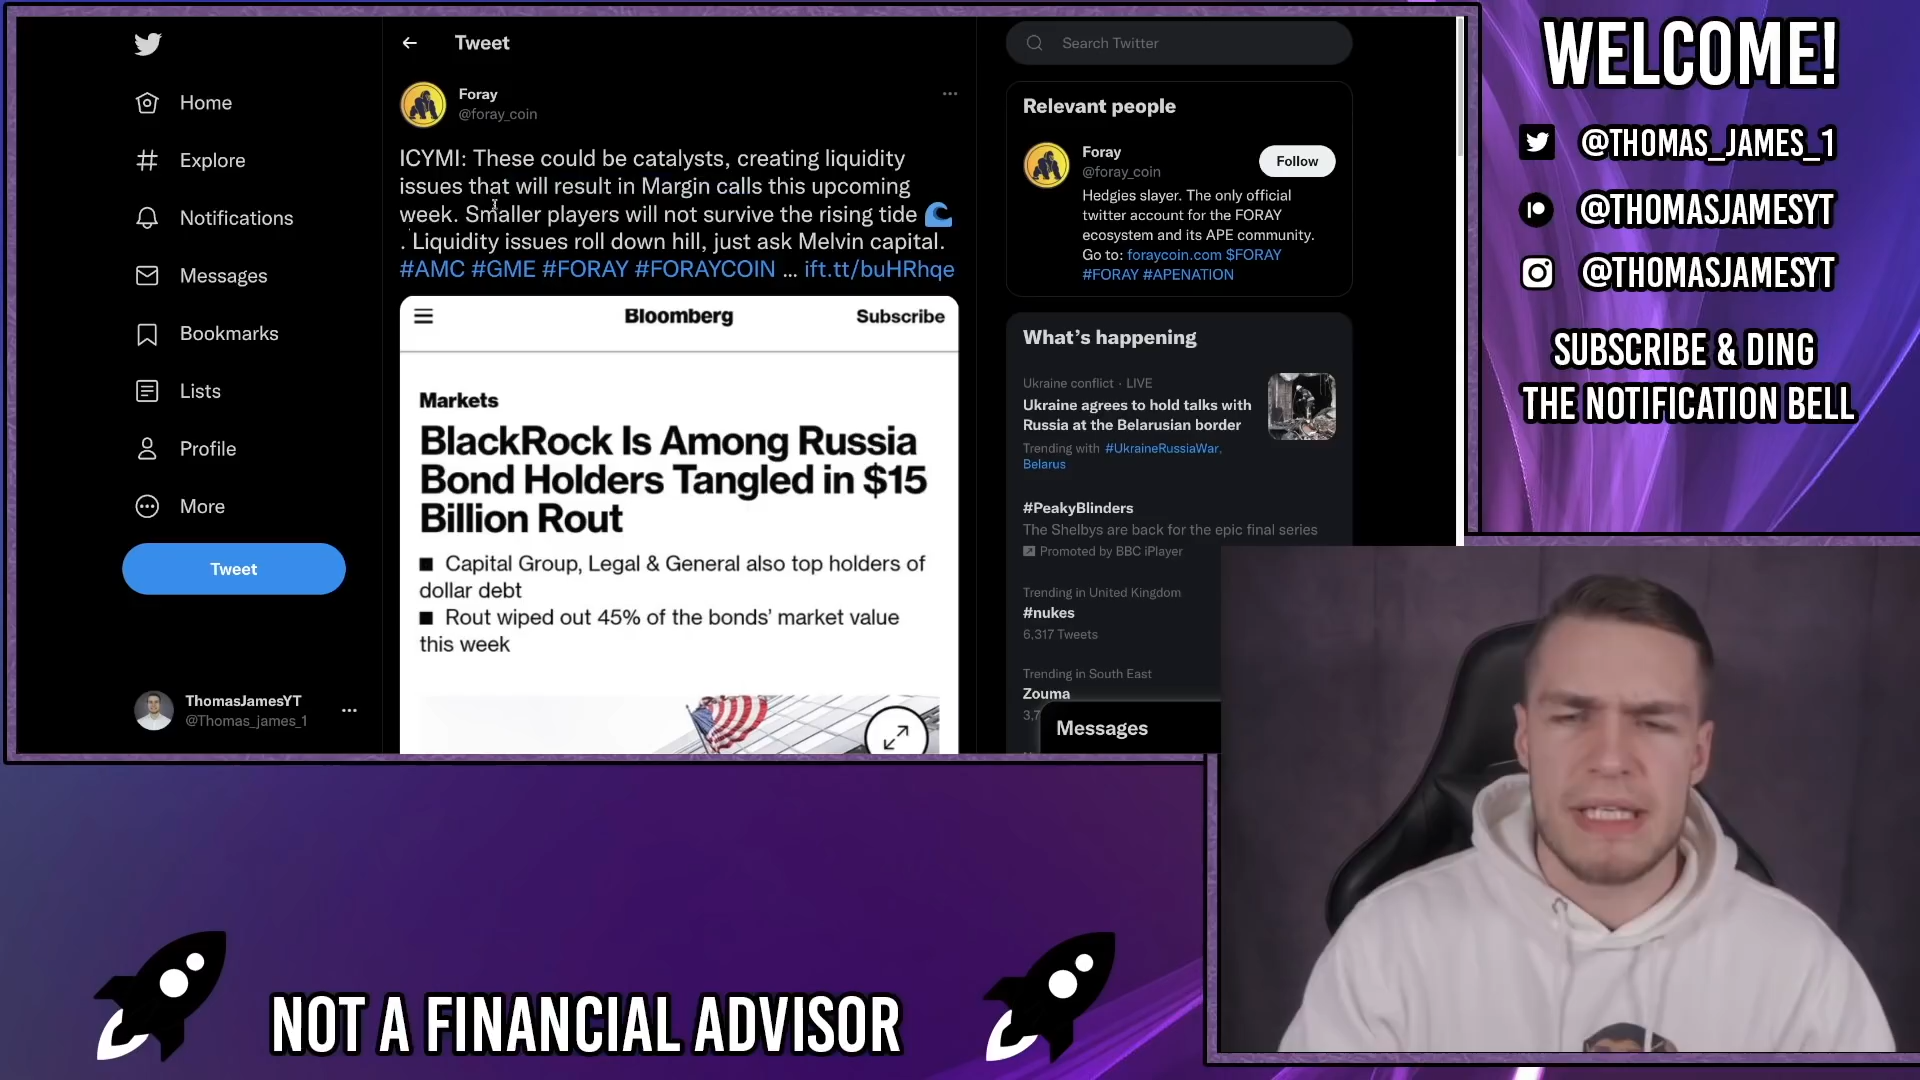 Home
Explore
Notifications
Messages
Bookmarks
Lists
Profile
More
Tweet
ThomasJamesYT
@Thomas_james_1
Tweet
Foray
@foray_coin
ICYMI: These could be catalysts, creating liquidity
issues that will result in Margin calls this upcoming
week. Smaller players will not survive the rising tide 🌊
. Liquidity issues roll down hill, just ask Melvin capital.
#AMC #GME #FORAY #FORAYCOIN ... ift.tt/buHRhqe
Bloomberg
Subscribe
Markets
BlackRock Is Among Russia
Bond Holders Tangled in $15
Billion Rout
■ Capital Group, Legal & General also top holders of
dollar debt
■ Rout wiped out 45% of the bonds' market value
this week
Search Twitter
Relevant people
Foray
@foray_coin
Follow
Hedgies slayer. The only official
twitter account for the FORAY
ecosystem and its APE community.
Go to: foraycoin.com $FORAY
#FORAY #APENATION
What's happening
Ukraine conflict · LIVE
Ukraine agrees to hold talks with
Russia at the Belarusian border
Trending with #UkraineRussiaWar,
Belarus
#PeakyBlinders
The Shelbys are back for the epic final series
Promoted by BBC iPlayer
Trending in United Kingdom
#nukes
6,317 Tweets
Trending in South East
Zouma
3,7
Messages
WELCOME!
@THOMAS_JAMES_1
@THOMASJAMESYT
@THOMASJAMESYT
SUBSCRIBE & DING
THE NOTIFICATION BELL
NOT A FINANCIAL ADVISOR